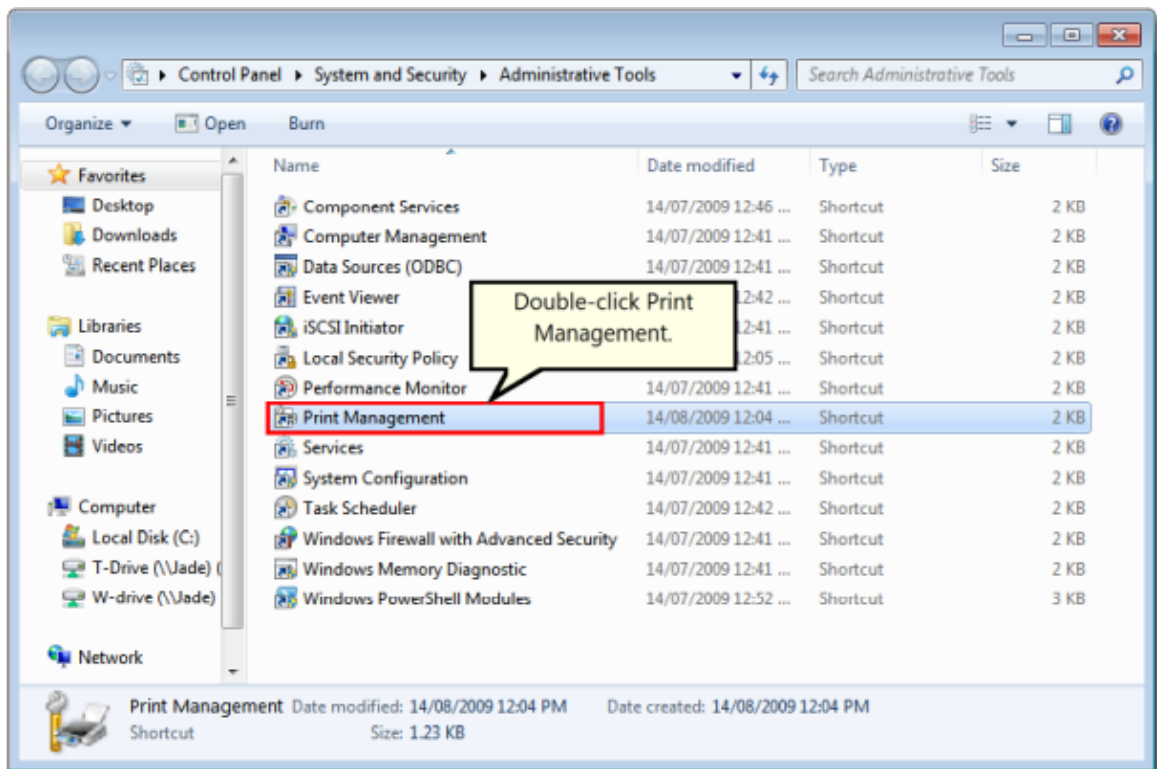 Control Panel ▸ System and Security ▸ Administrative Tools
Search Administrative Tools
Organize Open Burn
Name Date modified Type Size
Favorites
Desktop
Downloads
Recent Places
Libraries
Documents
Music
Pictures
Videos
Computer
Local Disk (C:)
T-Drive (\\Jade) (
W-drive (\\Jade)
Network
Component Services 14/07/2009 12:46 ... Shortcut 2 KB
Computer Management 14/07/2009 12:41 ... Shortcut 2 KB
Data Sources (ODBC) 14/07/2009 12:41 ... Shortcut 2 KB
Event Viewer 12:42 ... Shortcut 2 KB
iSCSI Initiator 12:41 ... Shortcut 2 KB
Local Security Policy 12:05 ... Shortcut 2 KB
Performance Monitor 14/07/2009 12:41 ... Shortcut 2 KB
Print Management 14/08/2009 12:04 ... Shortcut 2 KB
Services 14/07/2009 12:41 ... Shortcut 2 KB
System Configuration 14/07/2009 12:41 ... Shortcut 2 KB
Task Scheduler 14/07/2009 12:42 ... Shortcut 2 KB
Windows Firewall with Advanced Security 14/07/2009 12:41 ... Shortcut 2 KB
Windows Memory Diagnostic 14/07/2009 12:41 ... Shortcut 2 KB
Windows PowerShell Modules 14/07/2009 12:52 ... Shortcut 3 KB
Double-click Print
Management.
Print Management Date modified: 14/08/2009 12:04 PM Date created: 14/08/2009 12:04 PM
Shortcut Size: 1.23 KB